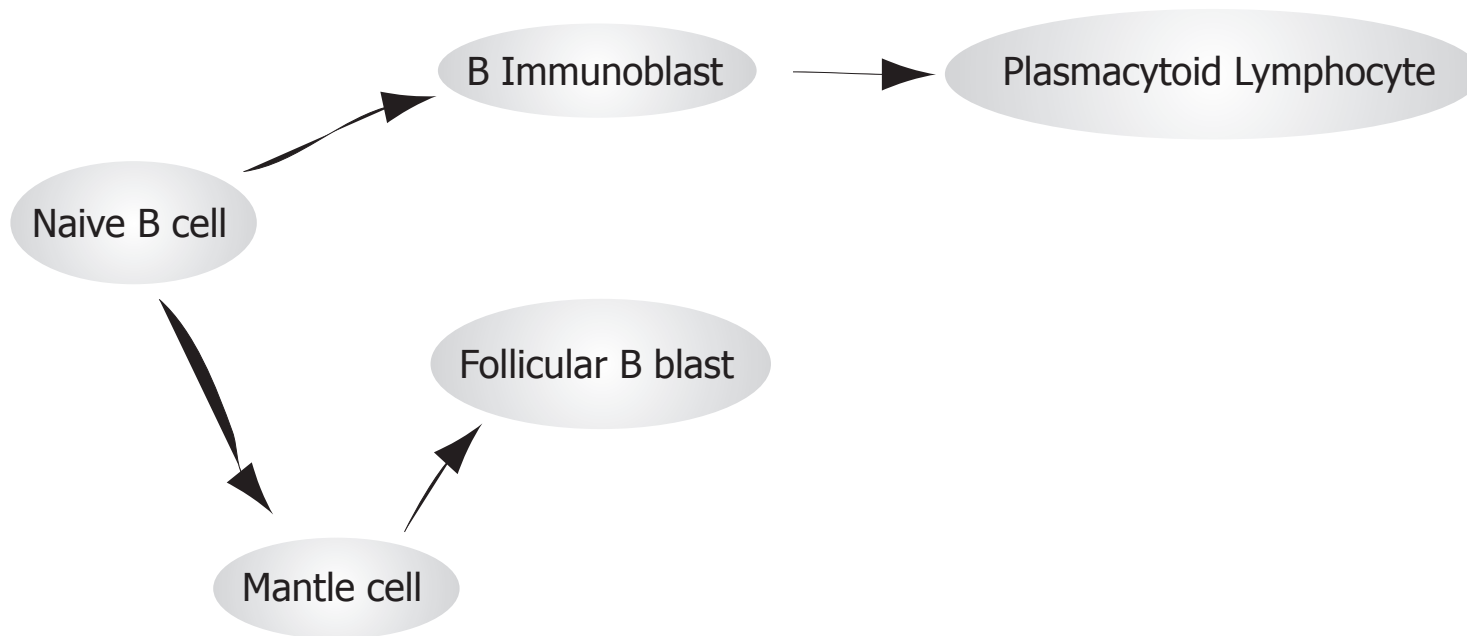 B Immunoblast
Plasmacytoid Lymphocyte
Naive B cell
Follicular B blast
Mantle cell